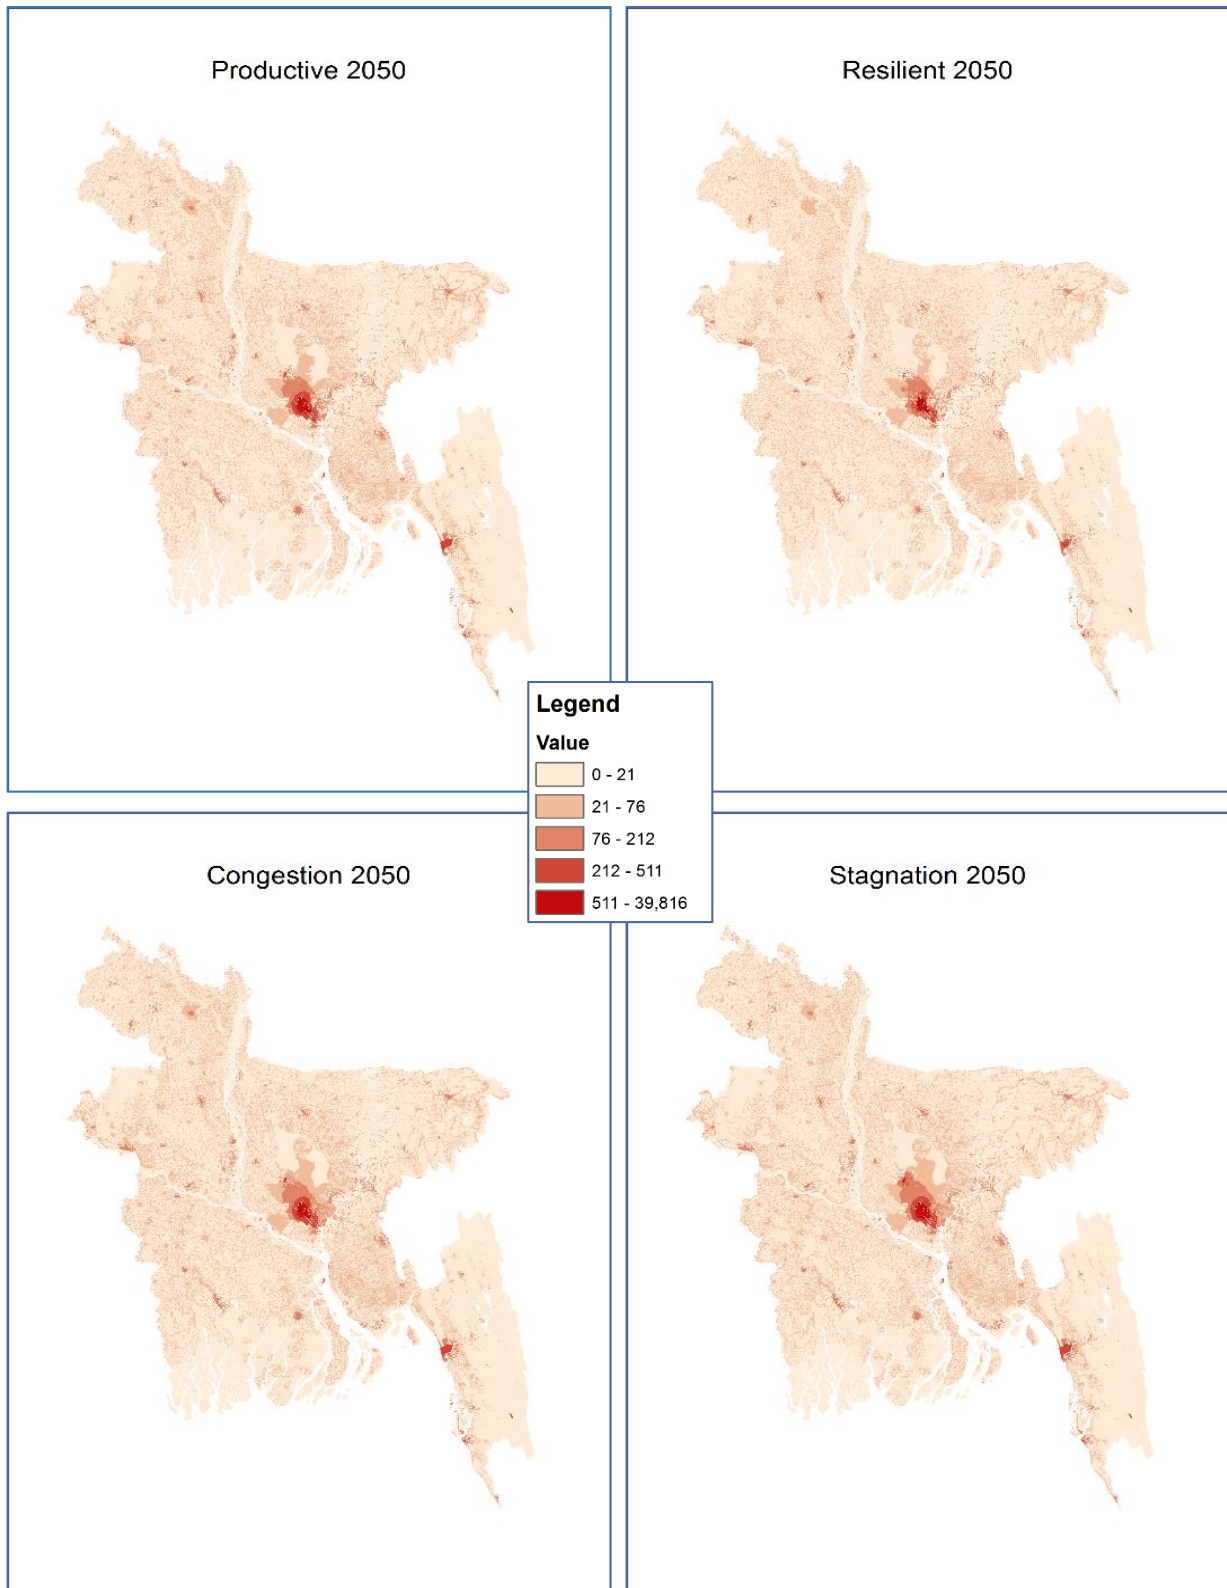 Productive 2050
Resilient 2050
Legend
Value
0 - 21
21 - 76
76 - 212
212 - 511
511 - 39,816
Congestion 2050
Stagnation 2050